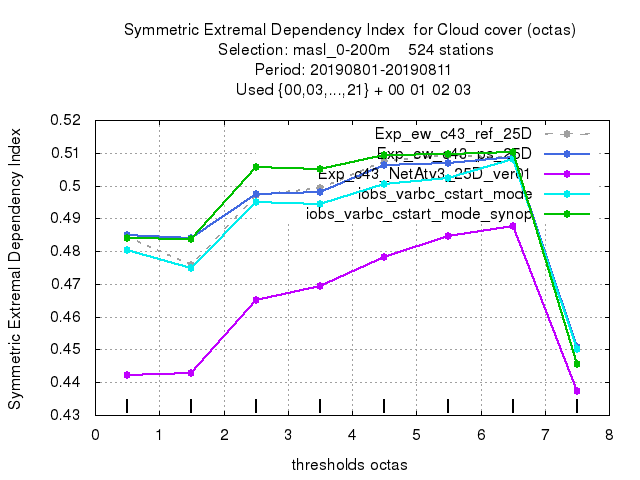 Symmetric Extremal Dependency Index  for Cloud cover (octas)
Selection: masl_0-200m    524 stations
Period: 20190801-20190811
Used {00,03,...,21} + 00 01 02 03
Symmetric Extremal Dependency Index
0.52
0.51
0.5
0.49
0.48
0.47
0.46
0.45
0.44
0.43
Exp_ew_c43_ref_25D
Exp_ew_c43_ps_25D
Exp_c43_NetAtv3_25D_ver01
iobs_varbc_cstart_mode
iobs_varbc_cstart_mode_synop
0 1 2 3 4 5 6 7 8
thresholds octas